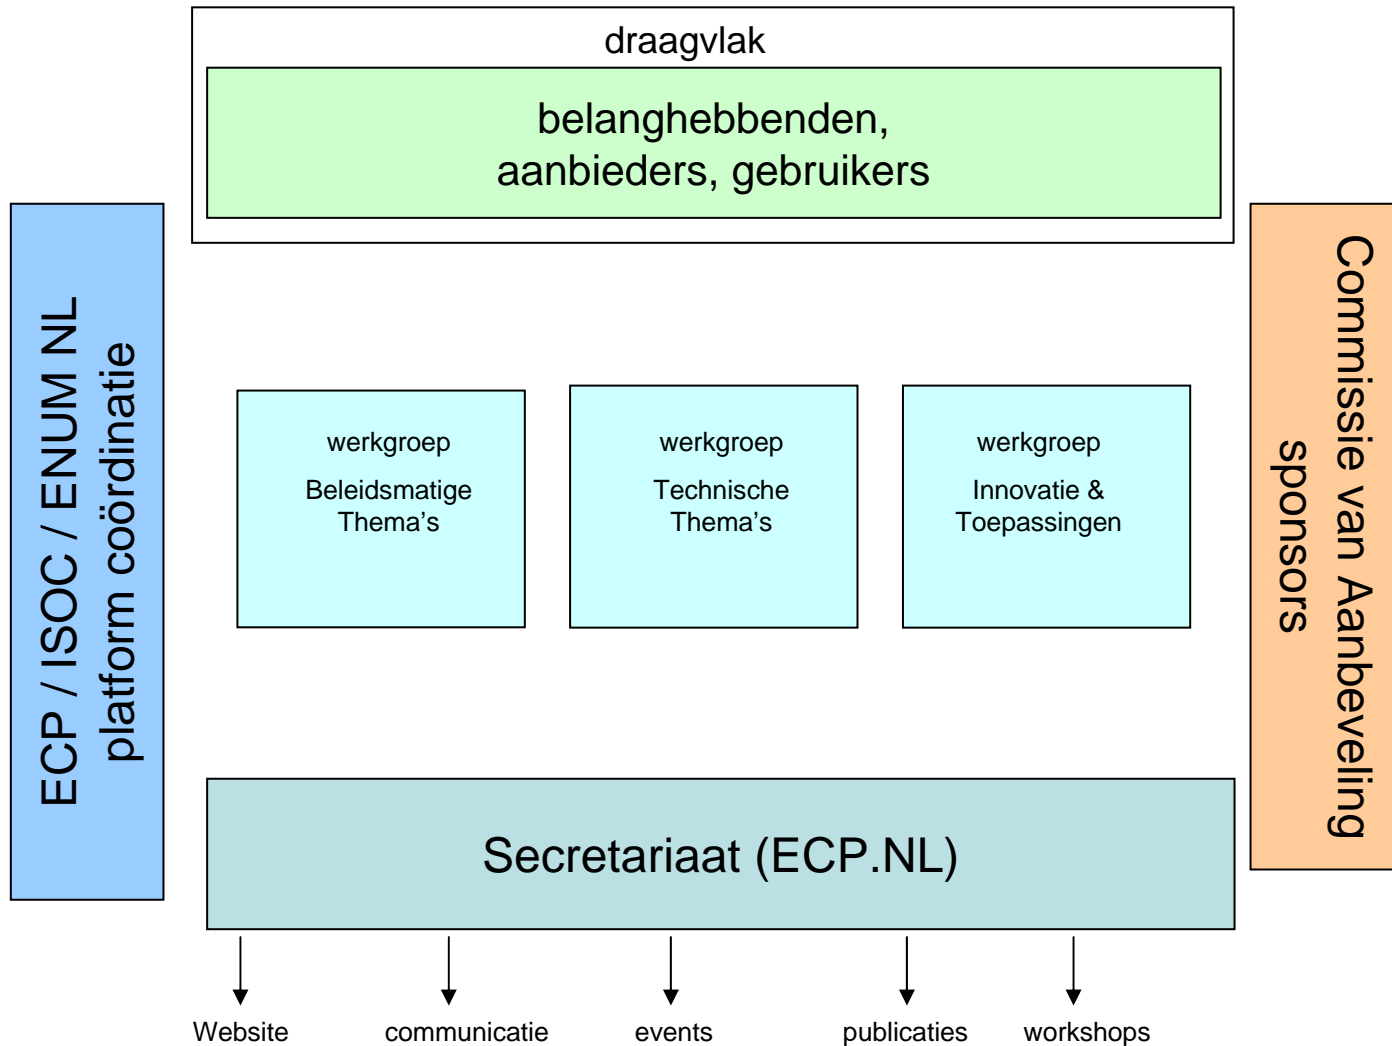 draagvlak
belanghebbenden,
aanbieders, gebruikers
ECP / ISOC / ENUM NL
platform coördinatie
Commissie van Aanbeveling
sponsors
werkgroep
Beleidsmatige
Thema’s
werkgroep
Technische
Thema’s
werkgroep
Innovatie &
Toepassingen
Secretariaat (ECP.NL)
Website
communicatie
events
publicaties
workshops